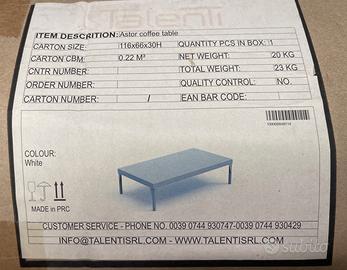 Talenti
ITEM DESCRITION: Astor coffee table
CARTON SIZE: 116x66x30H QUANTITY PCS IN BOX: 1
CARTON CBM: 0.22 M³ NET WEIGHT: 20 KG
CNTR NUMBER: TOTAL WEIGHT: 23 KG
ORDER NUMBER: QUALITY CONTROL: NO.
CARTON NUMBER: / EAN BAR CODE:
COLOUR:
White
MADE in PRC
CUSTOMER SERVICE - PHONE NO. 0039 0744 930747-0039 0744 930429
INFO@TALENTISRL.COM - WWW.TALENTISRL.COM
subito